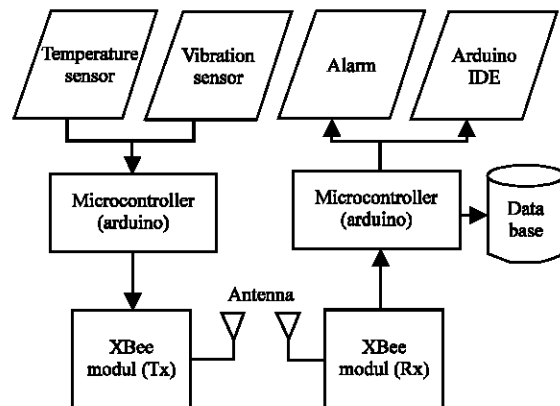 Temperature
sensor
Vibration
sensor
Alarm
Arduino
IDE
Microcontroller
(arduino)
Microcontroller
(arduino)
Data
base
Antenna
XBee
modul (Tx)
XBee
modul (Rx)